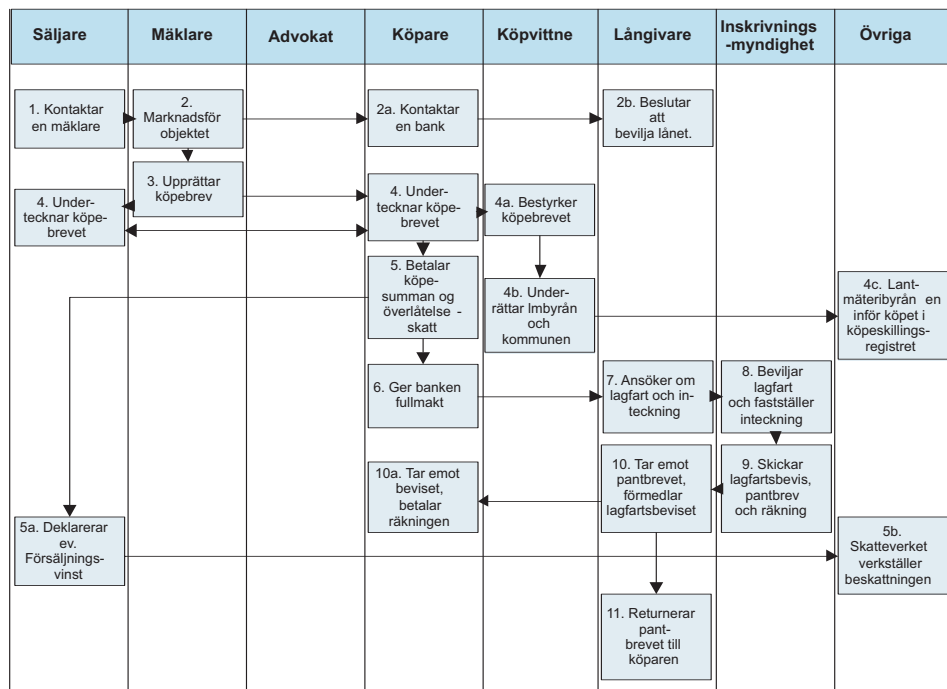 Säljare
Mäklare
Advokat
Köpare
Köpvittne
Långivare
Inskrivnings
-myndighet
Övriga
1. Kontaktar
en mäklare
2.
Marknadsför
objektet
2a. Kontaktar
en bank
2b. Beslutar
att
bevilja lånet.
3. Upprättar
köpebrev
4. Under-
tecknar köpe-
brevet
4. Under-
tecknar köpe-
brevet
4a. Bestyrker
köpebrevet
5. Betalar
köpe-
summan og
överlåtelse -
skatt
4b. Under-
rättar lmbyrån
och
kommunen
4c. Lant-
mäteribyrån en
inför köpet i
köpeskillings-
registret
6. Ger banken
fullmakt
7. Ansöker om
lagfart och in-
teckning
8. Beviljar
lagfart
och fastställer
inteckning
10a. Tar emot
beviset,
betalar
räkningen
10. Tar emot
pantbrevet,
förmedlar
lagfartsbeviset
9. Skickar
lagfartsbevis,
pantbrev
och räkning
5a. Deklarerar
ev.
Försäljnings-
vinst
5b.
Skatteverket
verkställer
beskattningen
11. Returnerar
pant-
brevet till
köparen